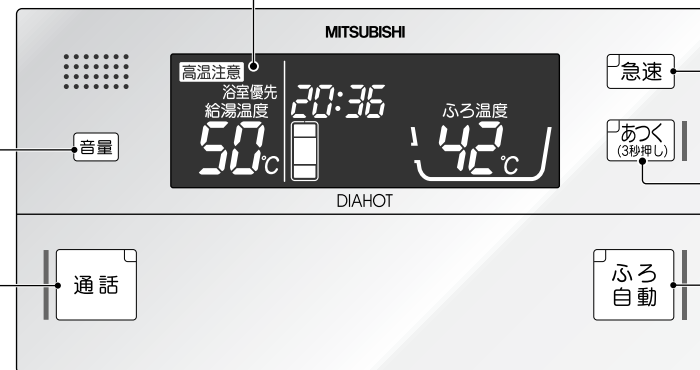 MITSUBISHI
高温注意
浴室優先
給湯温度
50℃
20:36
ふろ温度
42℃
急速
音量
あつく
(3秒押し)
DIAHOT
通話
ふろ
自動